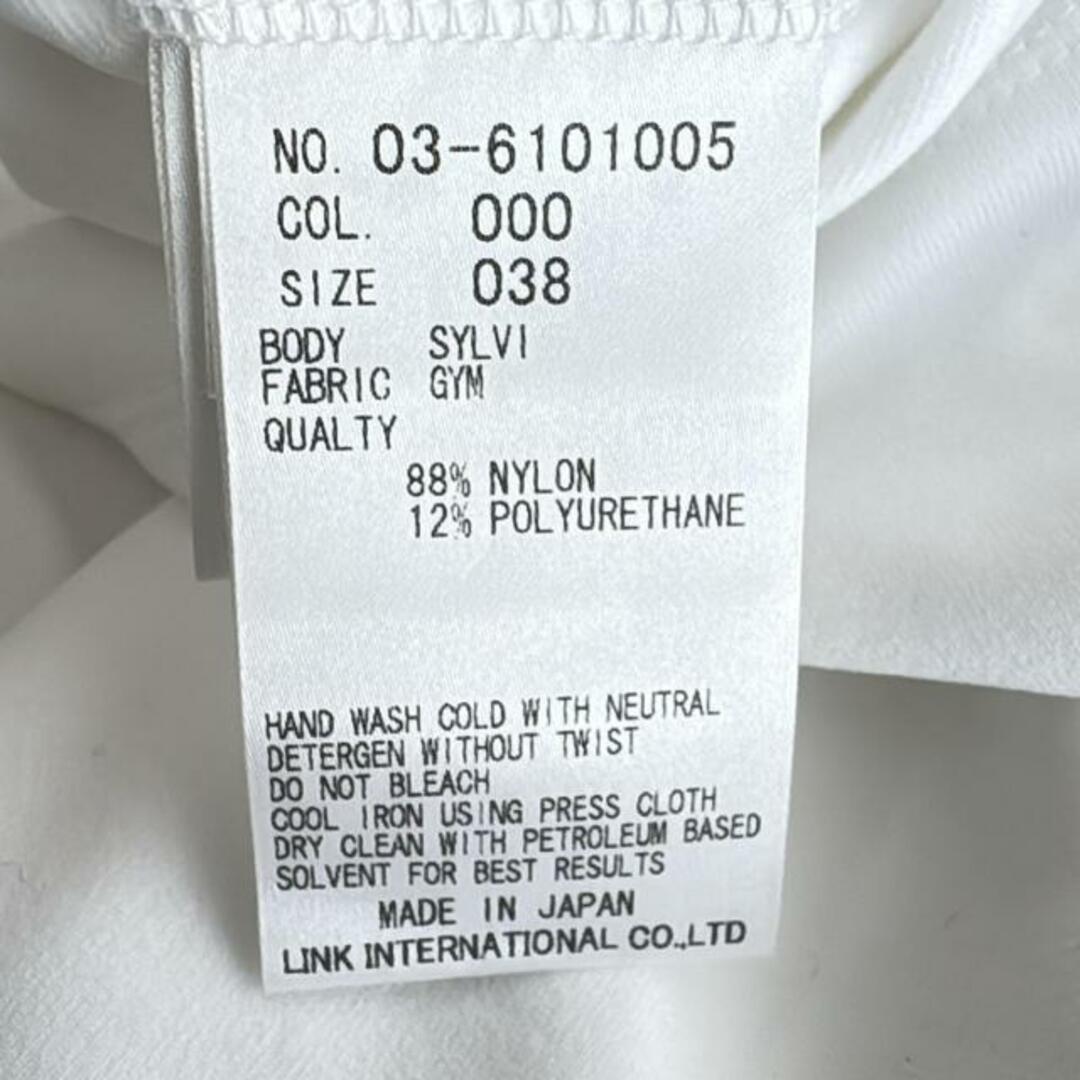 NO. 03-6101005
COL. 000
SIZE 038
BODY SYLVI
FABRIC GYM
QUALTY
88% NYLON
12% POLYURETHANE
HAND WASH COLD WITH NEUTRAL
DETERGEN WITHOUT TWIST
DO NOT BLEACH
COOL IRON USING PRESS CLOTH
DRY CLEAN WITH PETROLEUM BASED
SOLVENT FOR BEST RESULTS
MADE IN JAPAN
LINK INTERNATIONAL CO.,LTD